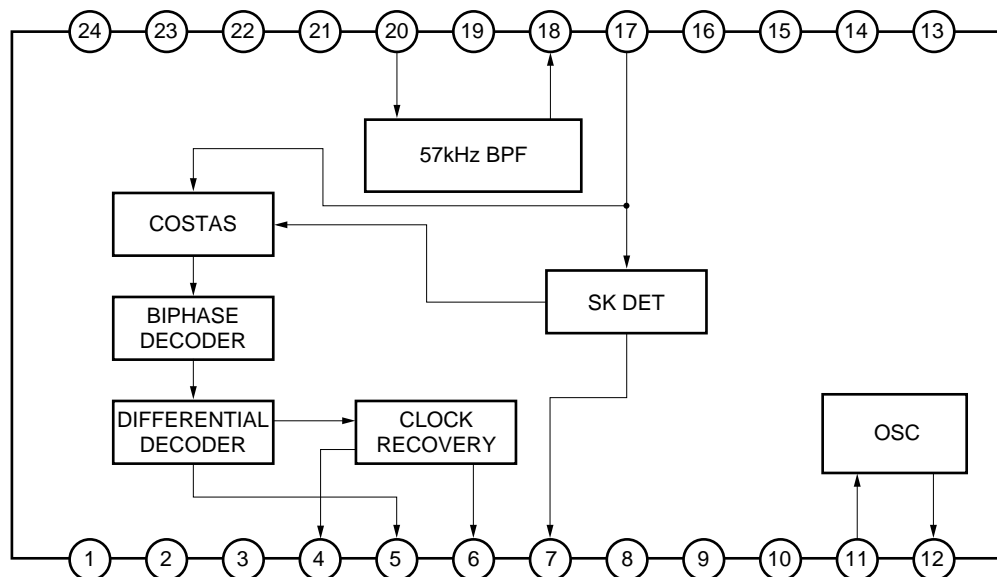 24 23 22 21 20 19 18 17 16 15 14 13
57kHz BPF
COSTAS
SK DET
BIPHASE
DECODER
DIFFERENTIAL
DECODER
CLOCK
RECOVERY
OSC
1 2 3 4 5 6 7 8 9 10 11 12